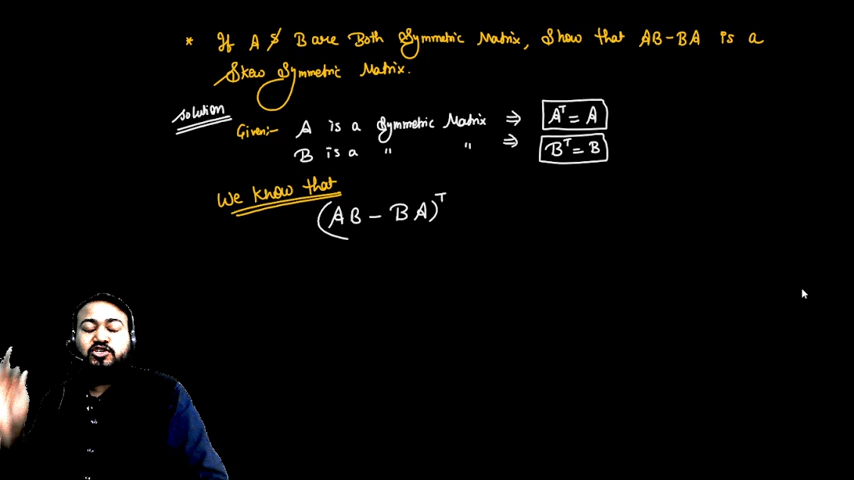 * If A & B are Both Symmetric Matrix, Show that AB-BA is a
Skew Symmetric Matrix.
Solution
Given:- A is a Symmetric Matrix ⇒ Aᵀ = A
B is a " " ⇒ Bᵀ = B
We know that
(AB - BA)ᵀ